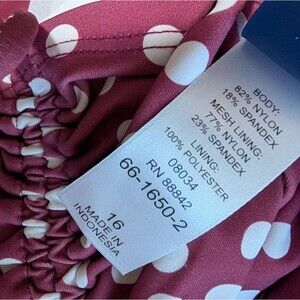 BODY:
82% NYLON
18% SPANDEX
MESH LINING:
77% NYLON
23% SPANDEX
LINING:
100% POLYESTER
08034
RN 88842
66-1650-2
16
MADE IN
INDONESIA